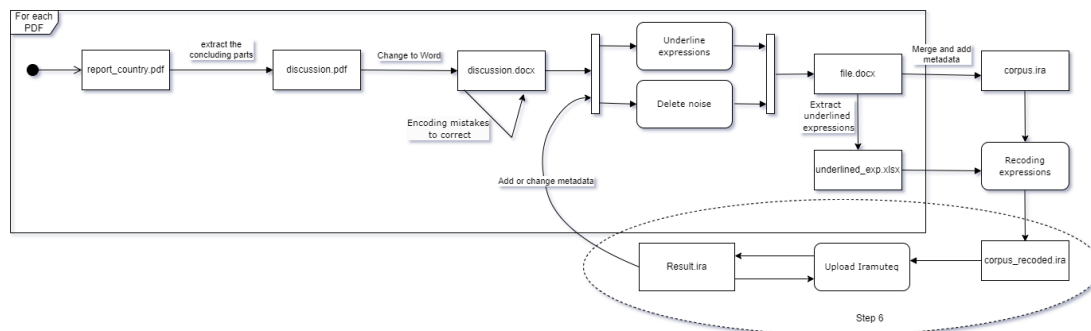 For each
PDF
report_country.pdf
extract the
concluding parts
discussion.pdf
Change to Word
discussion.docx
Encoding mistakes
to correct
Underline
expressions
Delete noise
Add or change metadata
file.docx
Extract
underlined
expressions
underlined_exp.xlsx
Merge and add
metadata
corpus.ira
Recoding
expressions
corpus_recoded.ira
Upload Iramuteq
Result.ira
Step 6